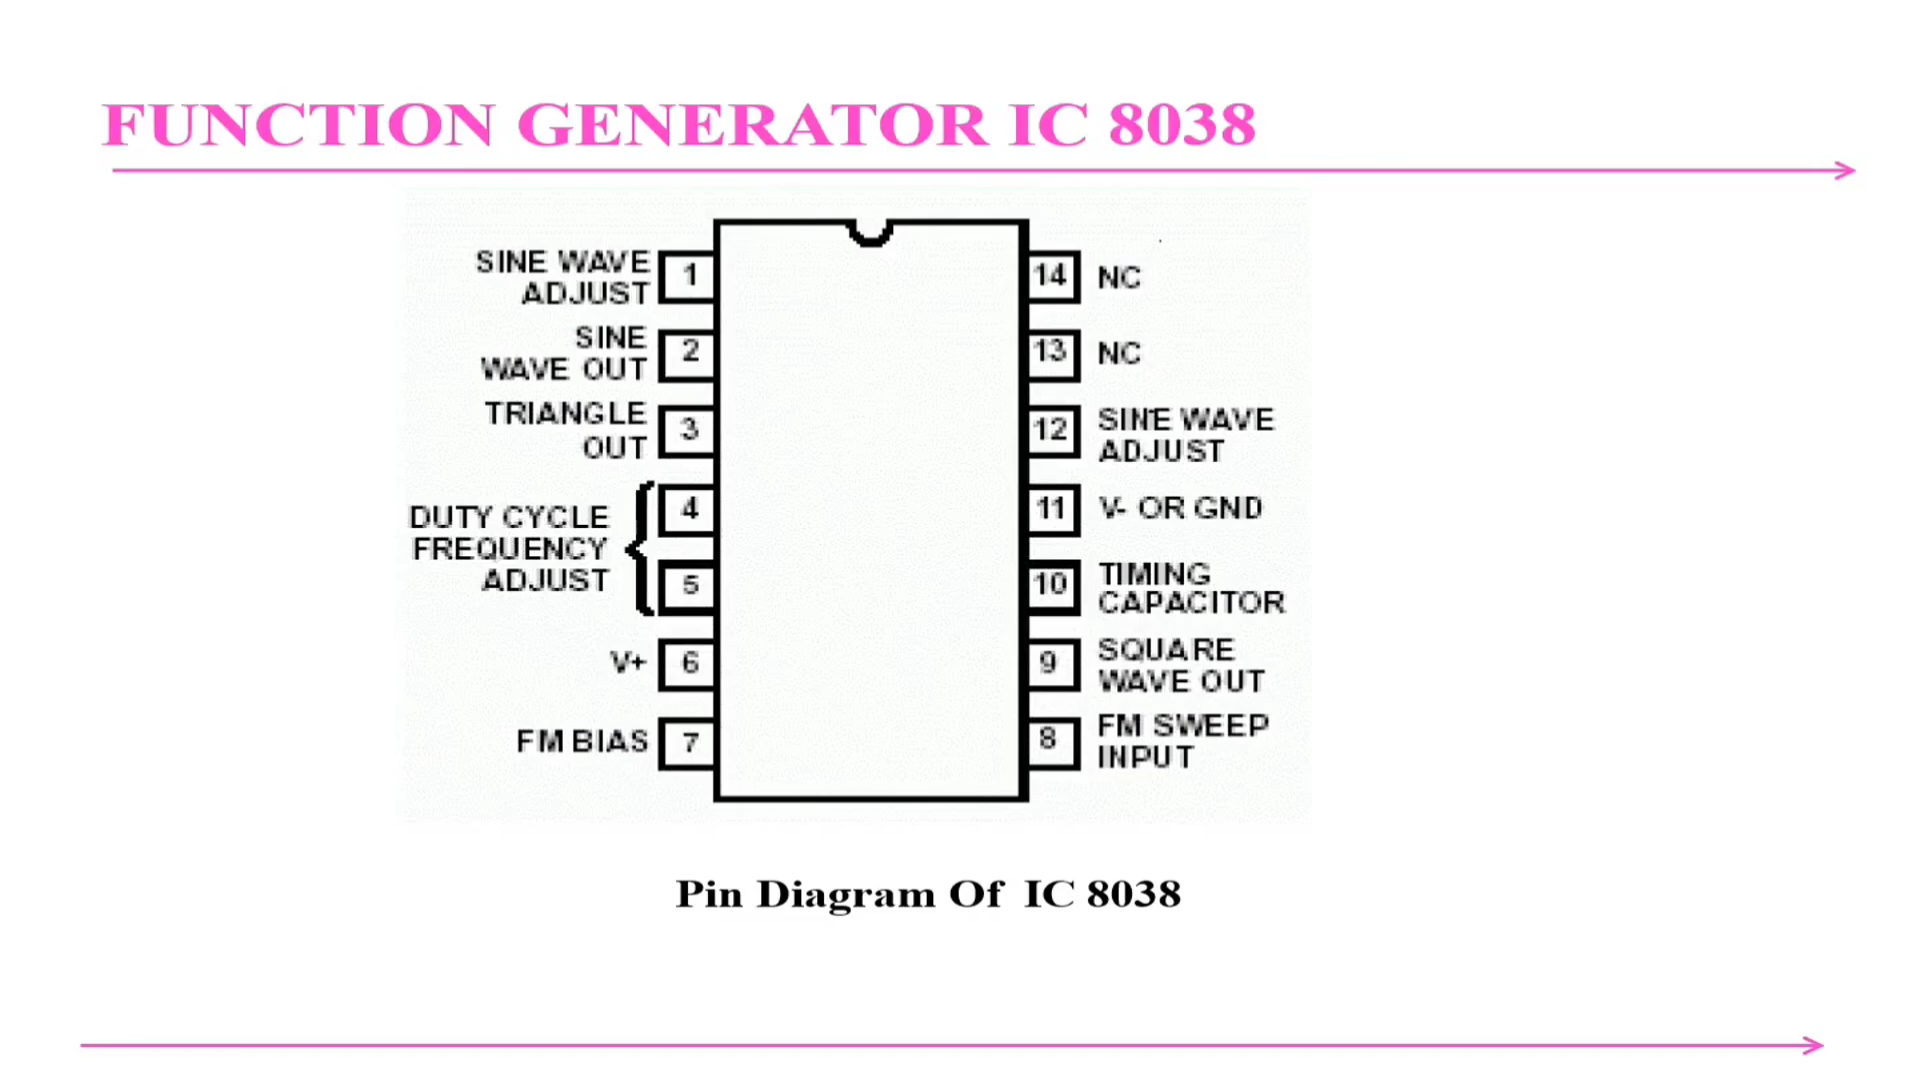 FUNCTION GENERATOR IC 8038
SINE WAVE
ADJUST
1
SINE
WAVE OUT
2
TRIANGLE
OUT
3
DUTY CYCLE
FREQUENCY
ADJUST
4
5
V+
6
FM BIAS
7
14
NC
13
NC
12
SINE WAVE
ADJUST
11
V- OR GND
10
TIMING
CAPACITOR
9
SQUARE
WAVE OUT
8
FM SWEEP
INPUT
Pin Diagram Of IC 8038